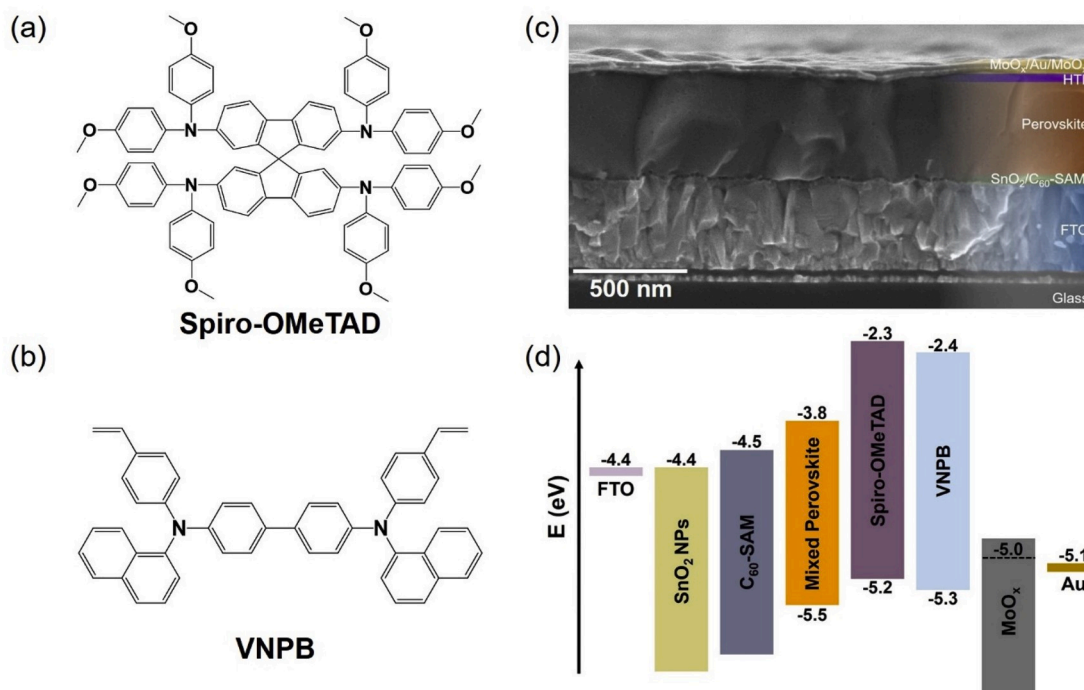 (a)
O O
O N N O
O N N O
O O
Spiro-OMeTAD
(b)
N N
VNPB
(c)
MoOₓ/Au/MoOₓ
HTL
Perovskite
SnO₂/C₆₀-SAM
FTO
Glass
500 nm
(d)
E (eV)
-4.4
FTO
-4.4
SnO₂ NPs
-4.5
C₆₀-SAM
-3.8
Mixed Perovskite
-5.5
-2.3
Spiro-OMeTAD
-5.2
-2.4
VNPB
-5.3
-5.0
MoOₓ
-5.1
Au